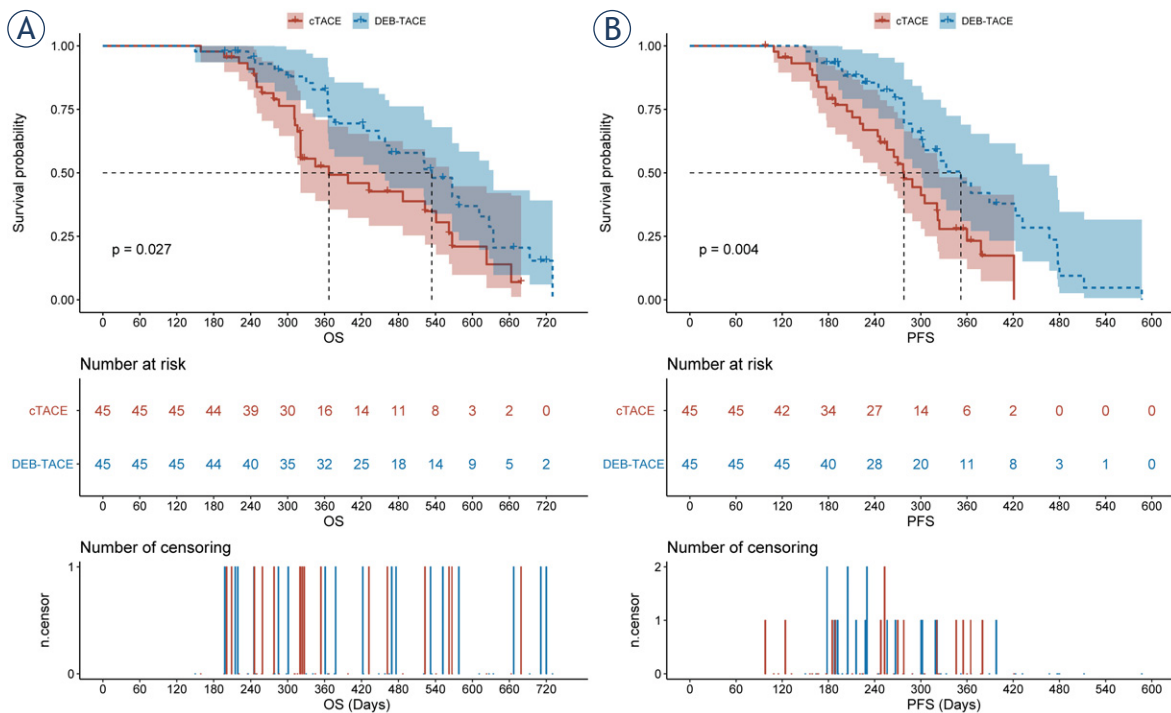 A
cTACE DEB-TACE
1.00
0.75
0.50
0.25
0.00
Survival probability
p = 0.027
0 60 120 180 240 300 360 420 480 540 600 660 720
OS
Number at risk
cTACE 45 45 45 44 39 30 16 14 11 8 3 2 0
DEB-TACE 45 45 45 44 40 35 32 25 18 14 9 5 2
0 60 120 180 240 300 360 420 480 540 600 660 720
OS
Number of censoring
1
0
n.censor
0 60 120 180 240 300 360 420 480 540 600 660 720
OS (Days)
B
cTACE DEB-TACE
1.00
0.75
0.50
0.25
0.00
Survival probability
p = 0.004
0 60 120 180 240 300 360 420 480 540 600
PFS
Number at risk
cTACE 45 45 42 34 27 14 6 2 0 0 0
DEB-TACE 45 45 45 40 28 20 11 8 3 1 0
0 60 120 180 240 300 360 420 480 540 600
PFS
Number of censoring
2
1
0
n.censor
0 60 120 180 240 300 360 420 480 540 600
PFS (Days)